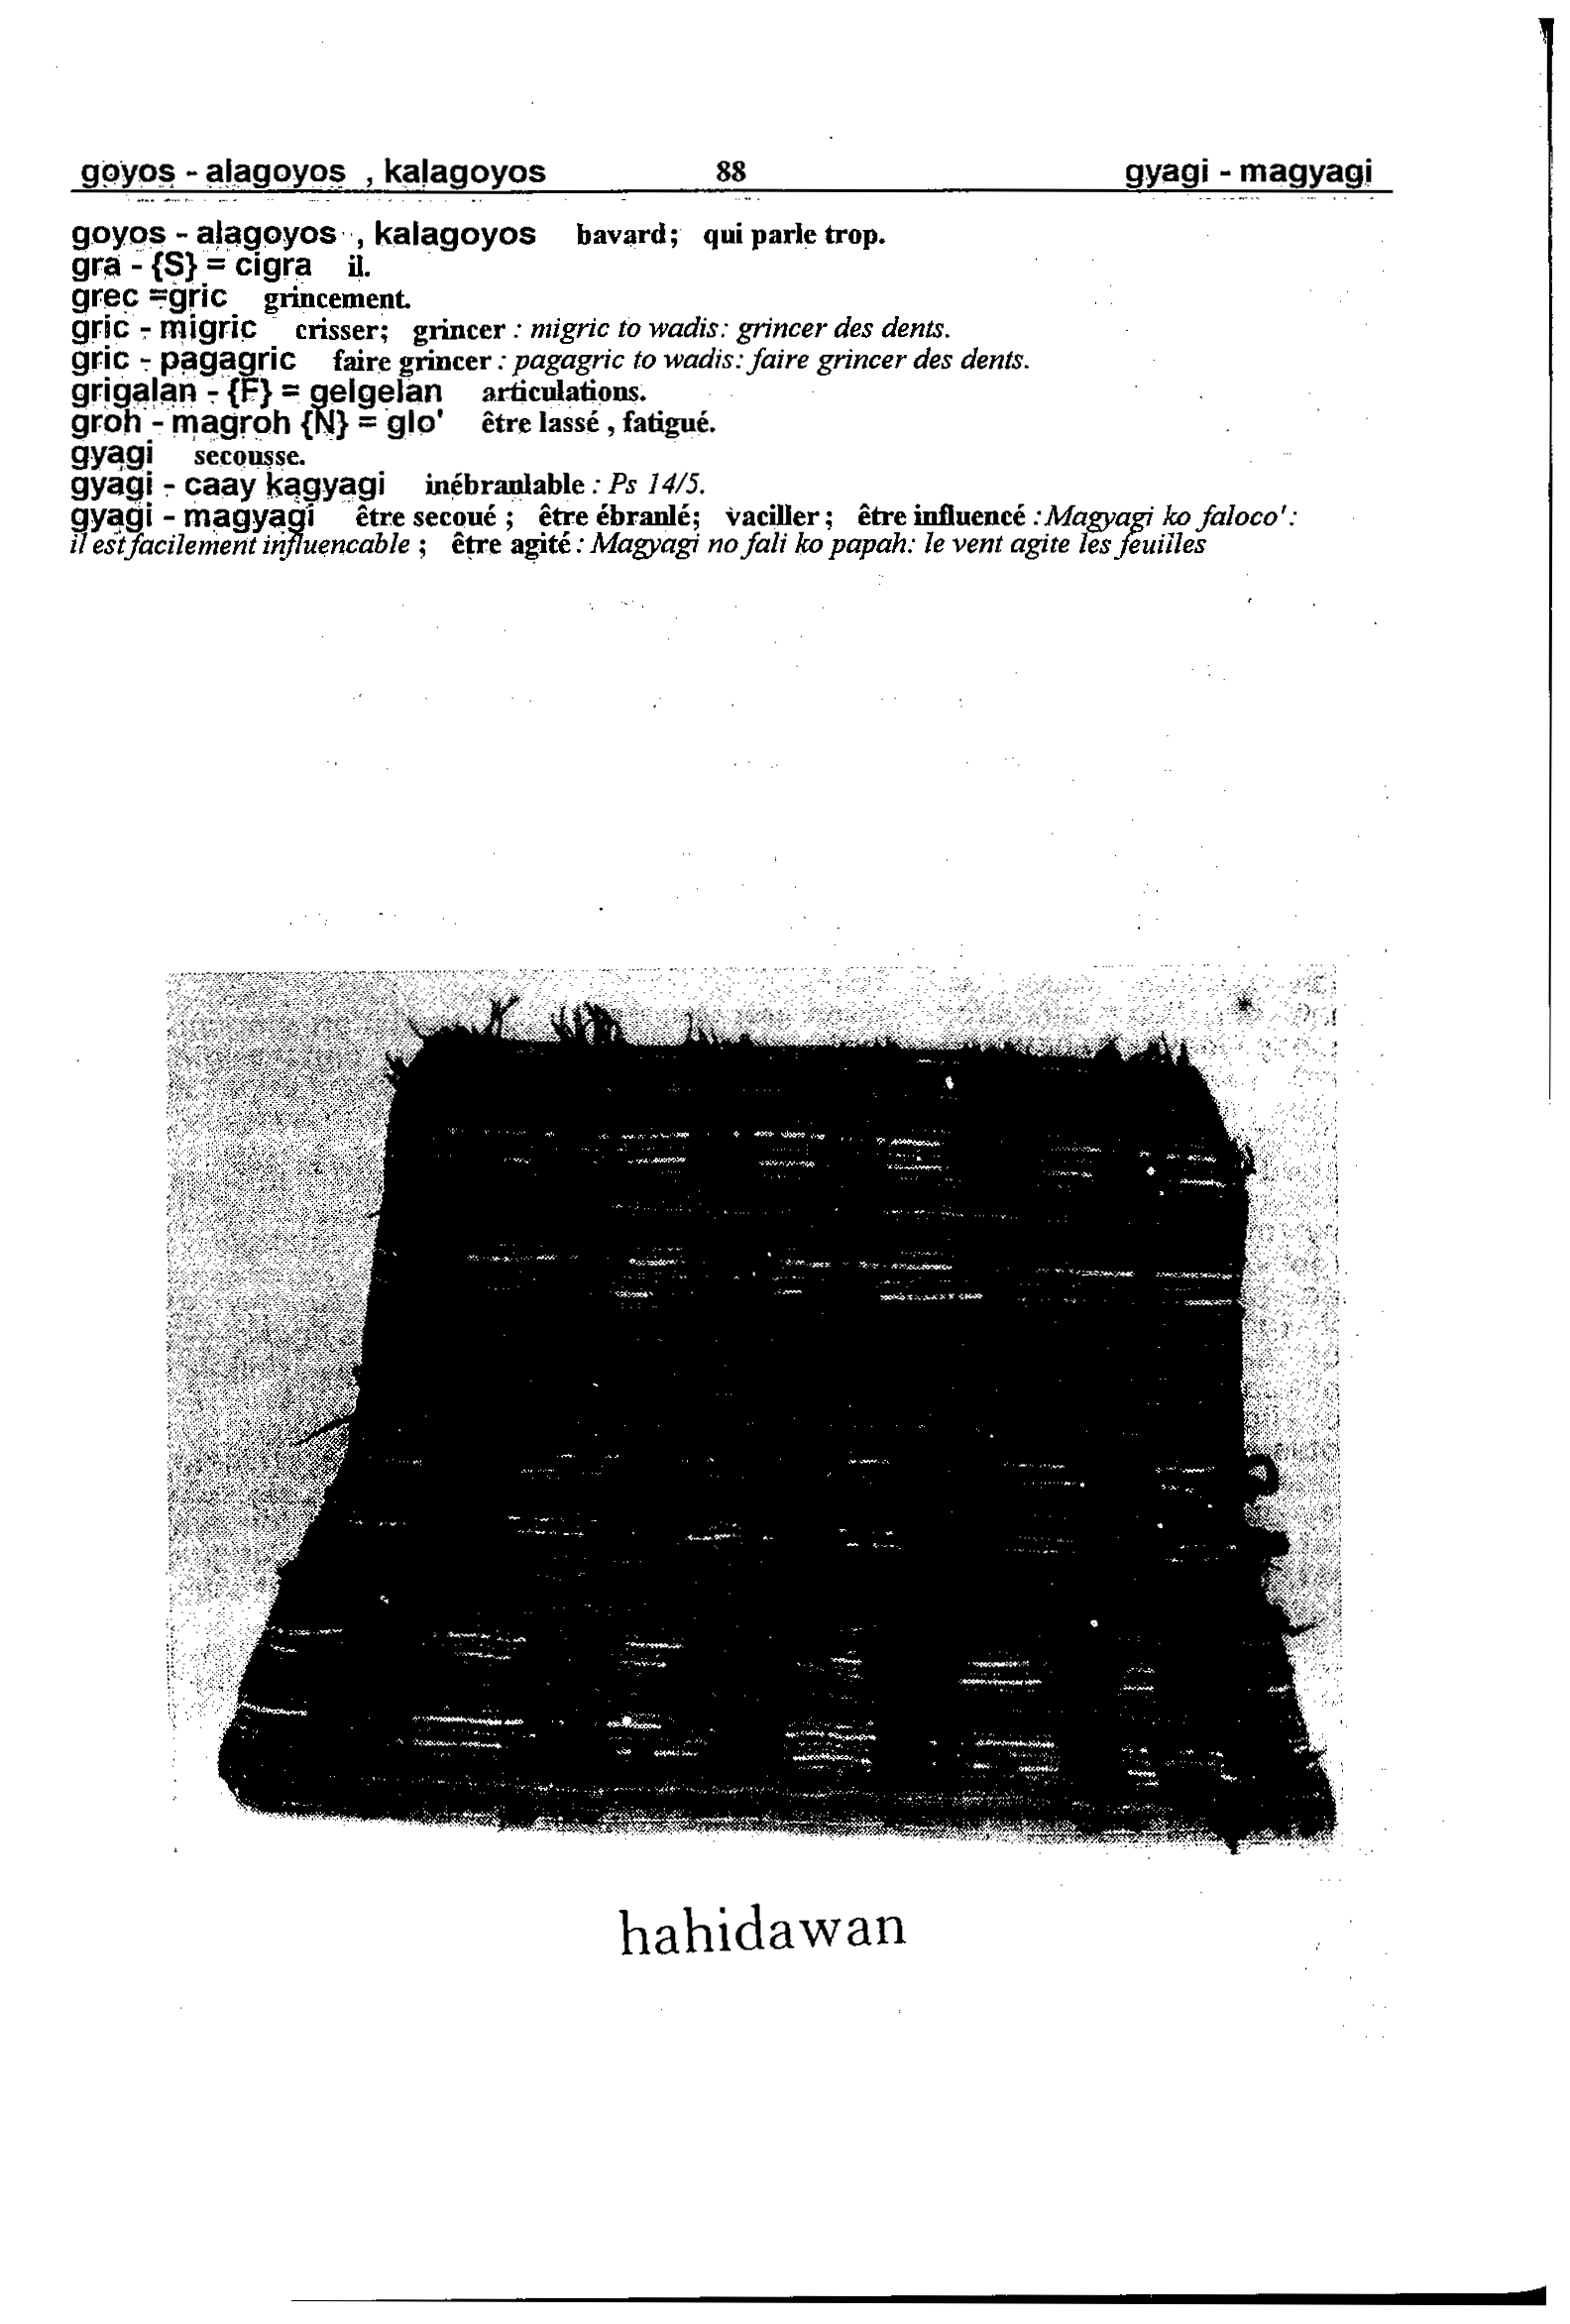 goyos - alagoyos , kalagoyos 88 gyagi - magyagi
goyos - alagoyos , kalagoyos bavard; qui parle trop.
gra - {S} = cigra il.
grec =gric grincement.
gric - migric crisser; grincer : migric to wadis: grincer des dents.
gric - pagagric faire grincer : pagagric to wadis: faire grincer des dents.
grigalan - {F} = gelgelan articulations.
groh - magroh {N} = glo' être lassé , fatigué.
gyagi secousse.
gyagi - caay kagyagi inébranlable : Ps 14/5.
gyagi - magyagi être secoué ; être ébranlé; vaciller ; être influencé : Magyagi ko faloco' :
il est facilement influencable ; être agité : Magyagi no fali ko papah: le vent agite les feuilles
hahidawan